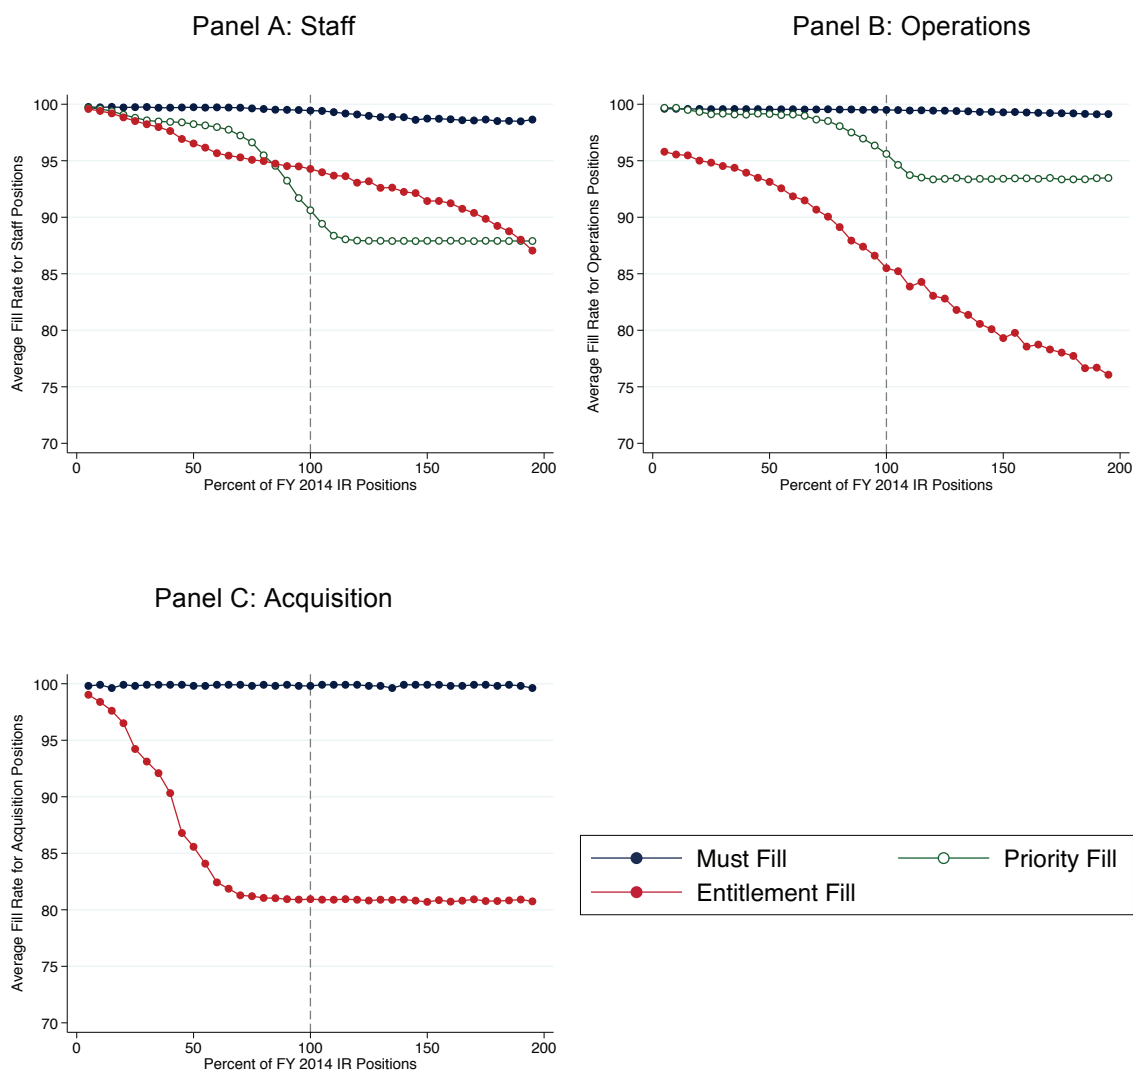 Panel A: Staff
Average Fill Rate for Staff Positions
100
95
90
85
80
75
70
0 50 100 150 200
Percent of FY 2014 IR Positions
Panel B: Operations
Average Fill Rate for Operations Positions
100
95
90
85
80
75
70
0 50 100 150 200
Percent of FY 2014 IR Positions
Panel C: Acquisition
Average Fill Rate for Acquisition Positions
100
95
90
85
80
75
70
0 50 100 150 200
Percent of FY 2014 IR Positions
Must Fill Priority Fill
Entitlement Fill